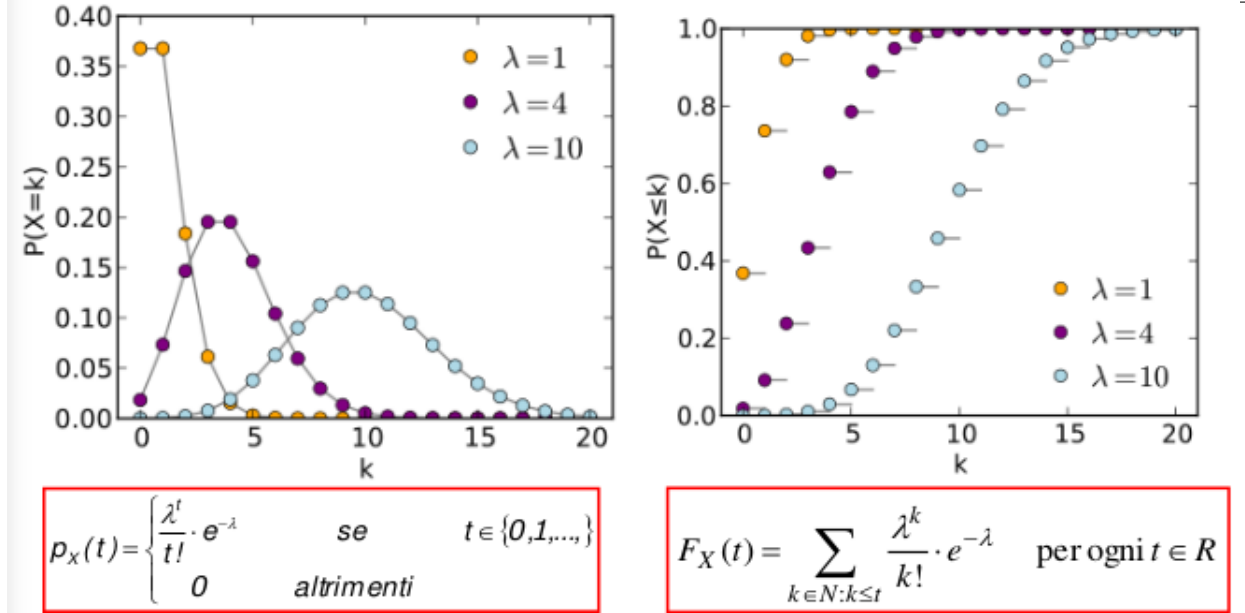 0.40
0.35
0.30
0.25
0.20
0.15
0.10
0.05
0.00
P(X=k)
λ=1
λ=4
λ=10
0 5 10 15 20
k
1.0
0.8
0.6
0.4
0.2
0.0
P(X≤k)
λ=1
λ=4
λ=10
0 5 10 15 20
k
p_X(t) = { λ^t / t! · e^{-λ} se t ∈ {0,1,...,}
0 altrimenti
F_X(t) = ∑_{k∈N:k≤t} λ^k / k! · e^{-λ} per ogni t ∈ R